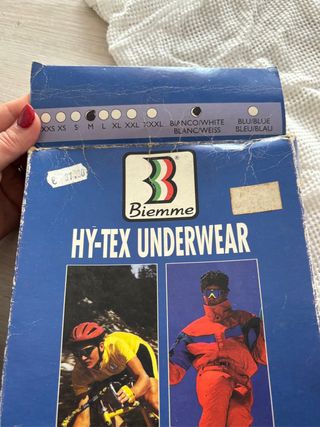 XXS XS S M L XL XXL XXXL BIANCO/WHITE BLU/BLUE
BLANC/WEISS BLEU/BLAU
Biemme
HY-TEX UNDERWEAR